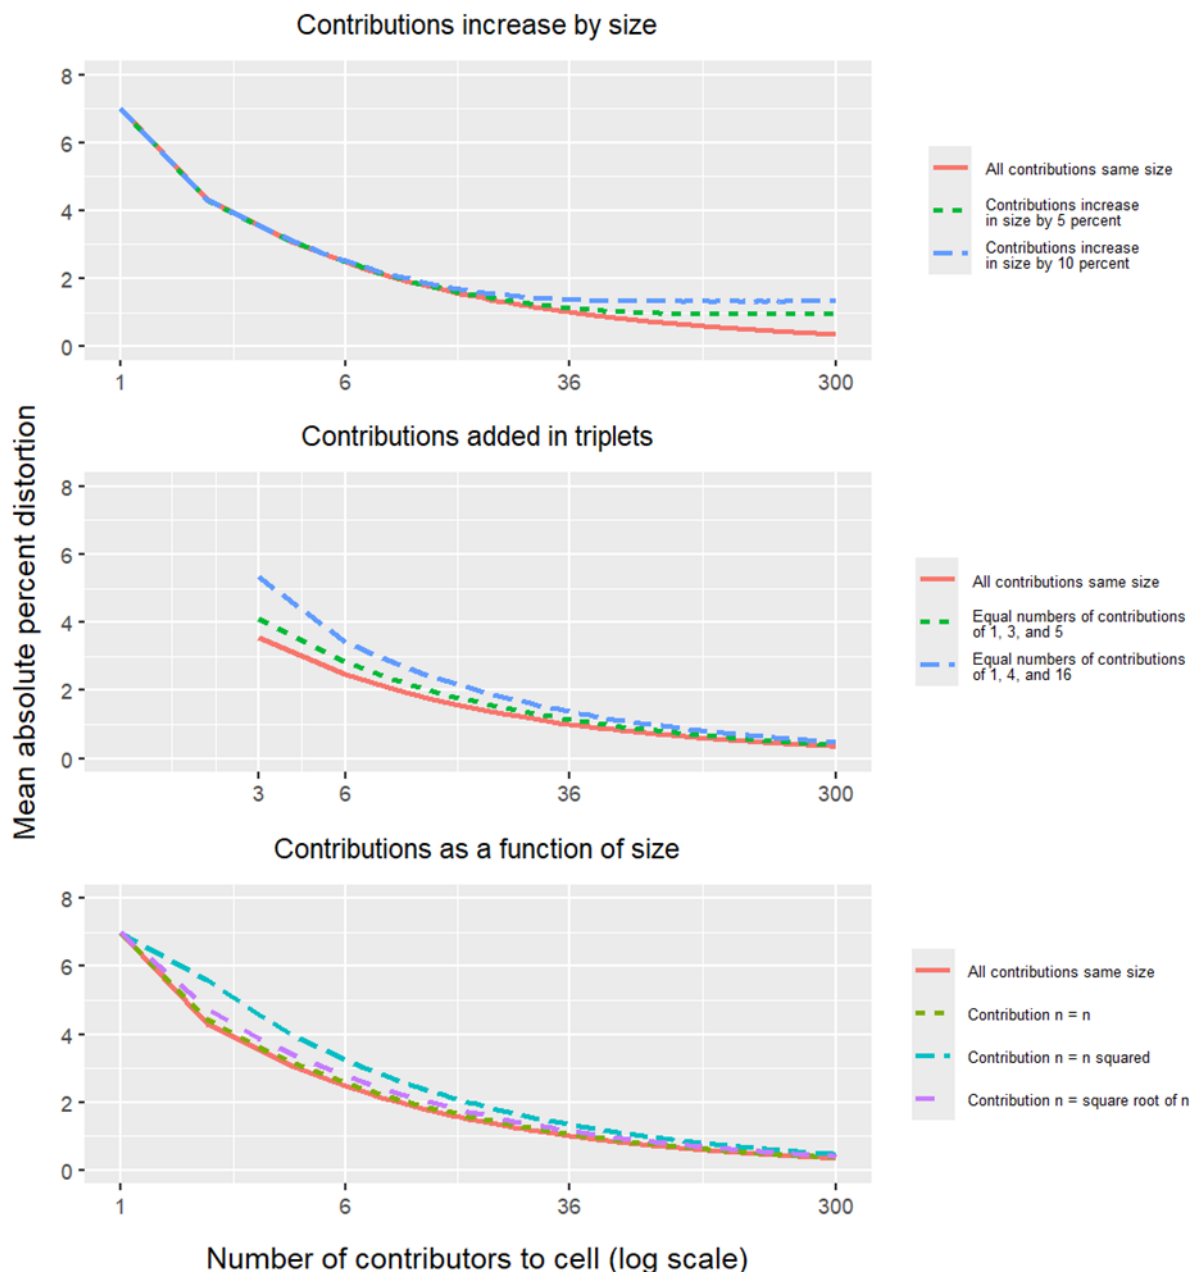 Contributions increase by size
8
6
4
2
0
1
6
36
300
All contributions same size
Contributions increase
in size by 5 percent
Contributions increase
in size by 10 percent
Mean absolute percent distortion
Contributions added in triplets
8
6
4
2
0
3
6
36
300
All contributions same size
Equal numbers of contributions
of 1, 3, and 5
Equal numbers of contributions
of 1, 4, and 16
Contributions as a function of size
8
6
4
2
0
1
6
36
300
All contributions same size
Contribution n = n
Contribution n = n squared
Contribution n = square root of n
Number of contributors to cell (log scale)